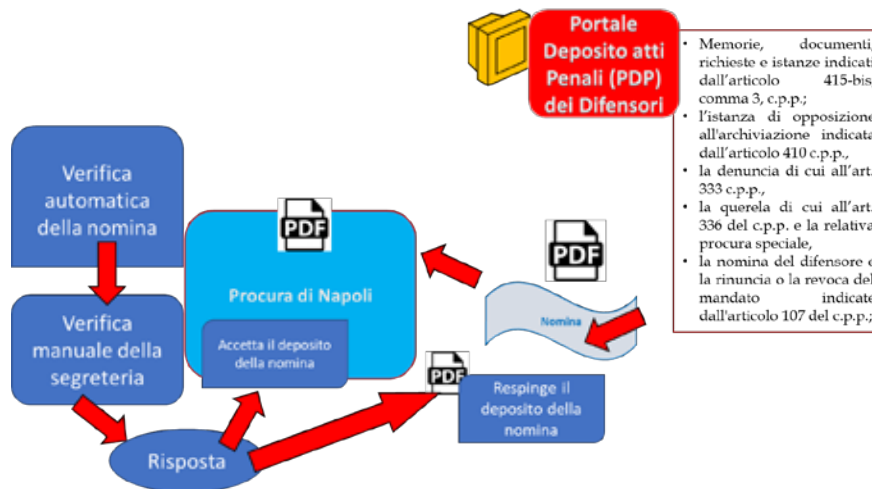 Portale
Deposito atti
Penali (PDP)
dei Difensori
Memorie, documenti,
richieste e istanze indicati
dall'articolo 415-bis,
comma 3, c.p.p.;
l'istanza di opposizione
all'archiviazione indicata
dall'articolo 410 c.p.p.,
la denuncia di cui all'art.
333 c.p.p.,
la querela di cui all'art.
336 del c.p.p. e la relativa
procura speciale,
la nomina del difensore e
la rinuncia o la revoca del
mandato indicate
dall'articolo 107 del c.p.p.;
Verifica
automatica
della nomina
PDF
Procura di Napoli
PDF
Nomina
Verifica
manuale della
segreteria
Accetta il deposito
della nomina
PDF
Respinge il
deposito della
nomina
Risposta